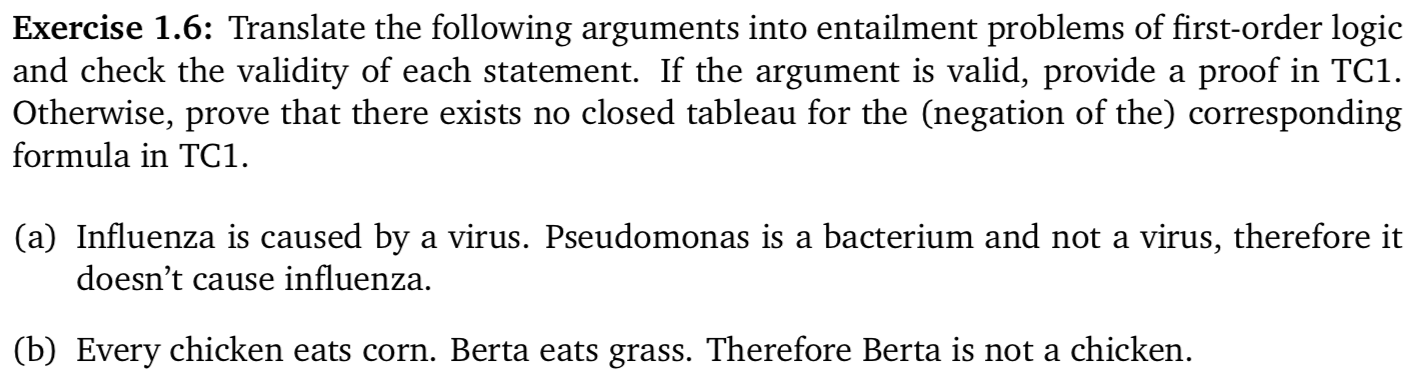 Exercise 1.6: Translate the following arguments into entailment problems of first-order logic
and check the validity of each statement. If the argument is valid, provide a proof in TC1.
Otherwise, prove that there exists no closed tableau for the (negation of the) corresponding
formula in TC1.
(a) Influenza is caused by a virus. Pseudomonas is a bacterium and not a virus, therefore it
doesn't cause influenza.
(b) Every chicken eats corn. Berta eats grass. Therefore Berta is not a chicken.